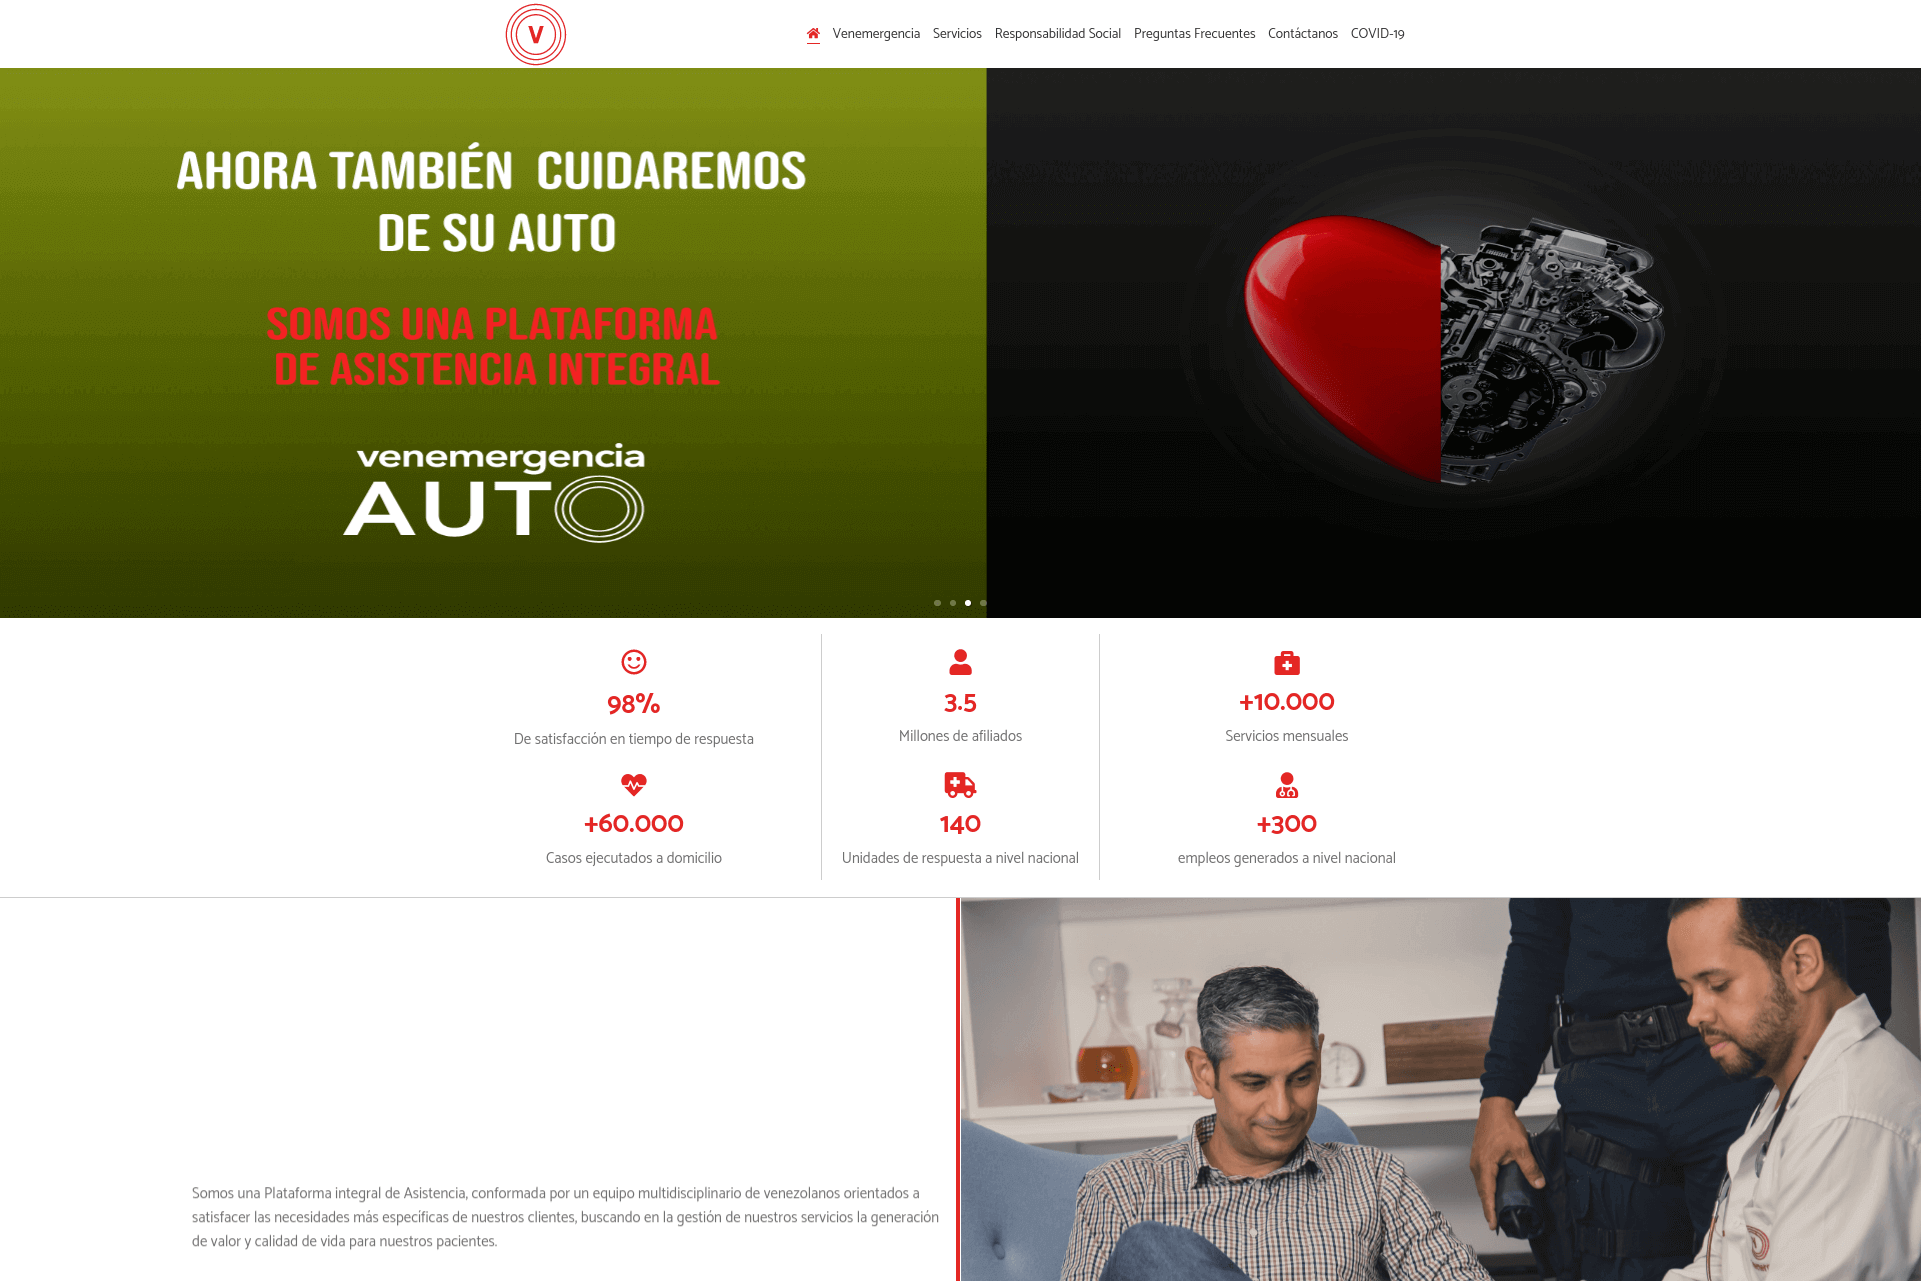 V
Venemergencia Servicios Responsabilidad Social Preguntas Frecuentes Contáctanos COVID-19
AHORA TAMBIÉN CUIDAREMOS
DE SU AUTO
SOMOS UNA PLATAFORMA
DE ASISTENCIA INTEGRAL
venemergencia
AUTO
98%
De satisfacción en tiempo de respuesta
3.5
Millones de afiliados
+10.000
Servicios mensuales
+60.000
Casos ejecutados a domicilio
140
Unidades de respuesta a nivel nacional
+300
empleos generados a nivel nacional
Somos una Plataforma integral de Asistencia, conformada por un equipo multidisciplinario de venezolanos orientados a
satisfacer las necesidades más específicas de nuestros clientes, buscando en la gestión de nuestros servicios la generación
de valor y calidad de vida para nuestros pacientes.